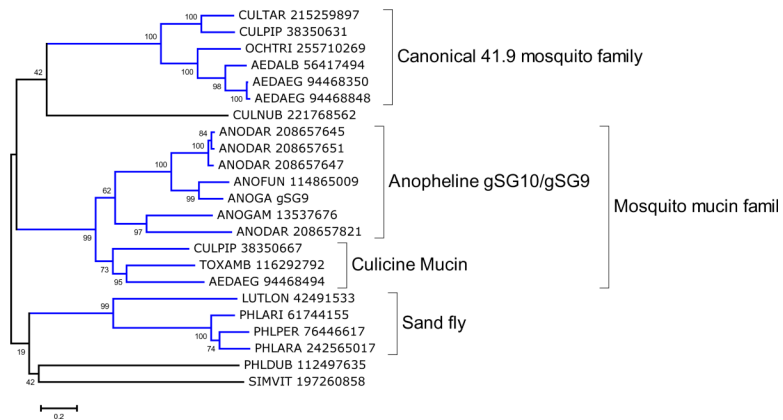 CULTAR 215259897
100
CULPIP 38350631
100
OCHTRI 255710269
Canonical 41.9 mosquito family
100
AEDALB 56417494
42
98
AEDAEG 94468350
100
AEDAEG 94468848
CULNUB 221768562
84
ANODAR 208657645
100
ANODAR 208657651
100
ANODAR 208657647
ANOFUN 114865009
Anopheline gSG10/gSG9
62
99
ANOGA gSG9
Mosquito mucin famil
ANOGAM 13537676
99
97
ANODAR 208657821
CULPIP 38350667
73
TOXAMB 116292792
Culicine Mucin
95
AEDAEG 94468494
99
LUTLON 42491533
PHLARI 61744155
Sand fly
100
PHLPER 76446617
19
74
PHLARA 242565017
PHLDUB 112497635
42
SIMVIT 197260858
0.2